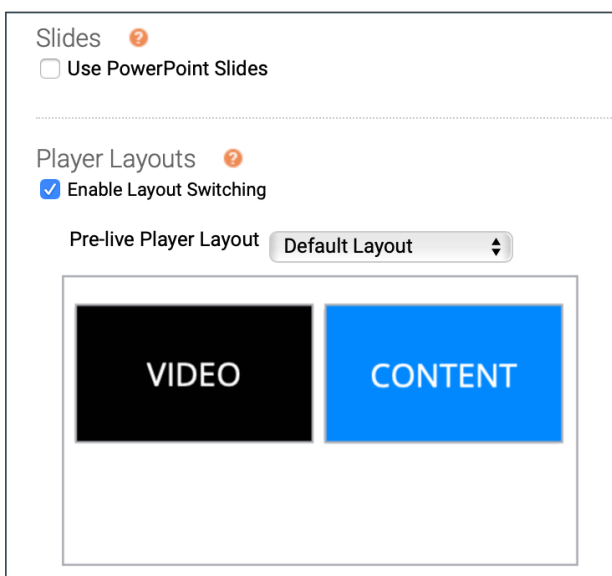 Slides ?
Use PowerPoint Slides
Player Layouts ?
Enable Layout Switching
Pre-live Player Layout Default Layout
VIDEO CONTENT